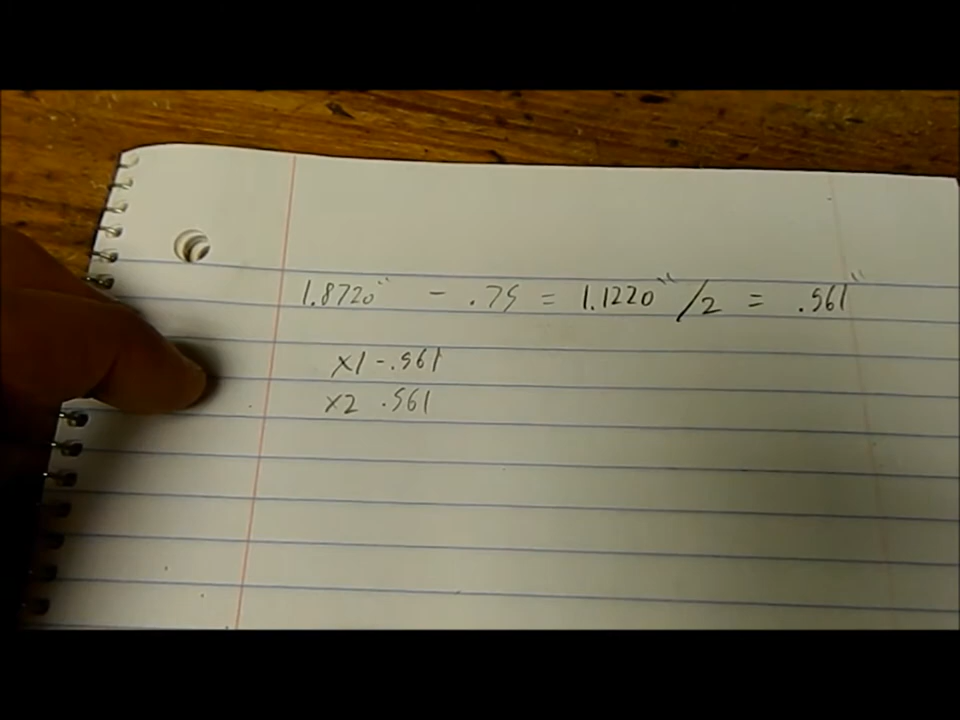 1.8720" - .75 = 1.1220"/2 = .561"
x1 -.561
x2 .561